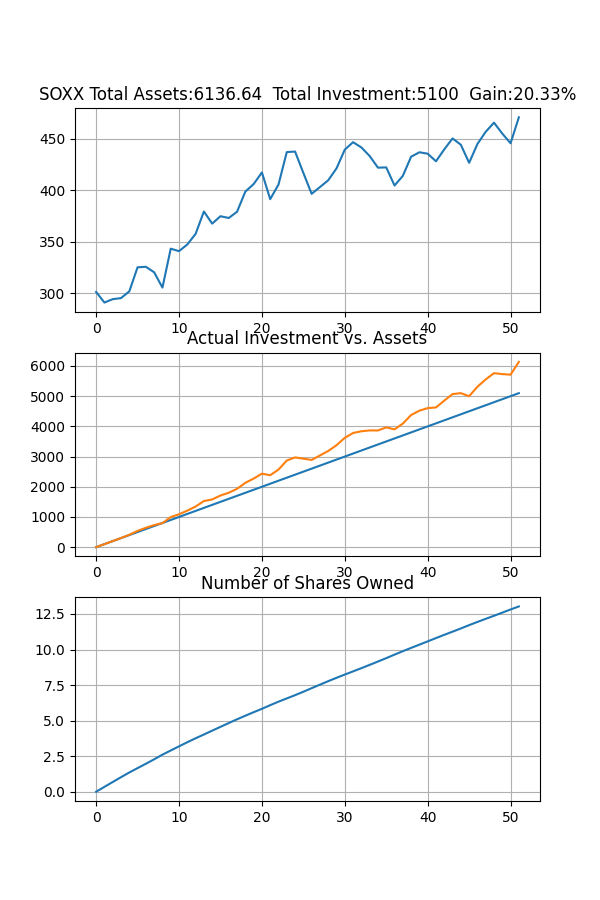 SOXX Total Assets:6136.64  Total Investment:5100  Gain:20.33%
450
400
350
300
0 10 20 30 40 50
Actual Investment vs. Assets
6000
5000
4000
3000
2000
1000
0
0 10 20 30 40 50
Number of Shares Owned
12.5
10.0
7.5
5.0
2.5
0.0
0 10 20 30 40 50